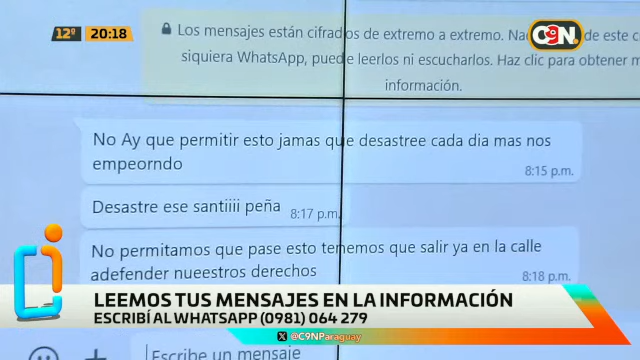 12º 20:18
C9N
Los mensajes están cifrados de extremo a extremo. de este
siquiera WhatsApp, puede leerlos ni escucharlos. Haz clic para obtener
información.
No Ay que permitir esto jamas que desastree cada dia mas nos
empeorndo
8:15 p.m.
Desastre ese santiiii peña 8:17 p.m.
No permitamos que pase esto tenemos que salir ya en la calle
adefender nueestros derechos
8:18 p.m.
LEEMOS TUS MENSAJES EN LA INFORMACIÓN
ESCRIBÍ AL WHATSAPP (0981) 064 279
@C9NParaguay
Escribe un mensaje